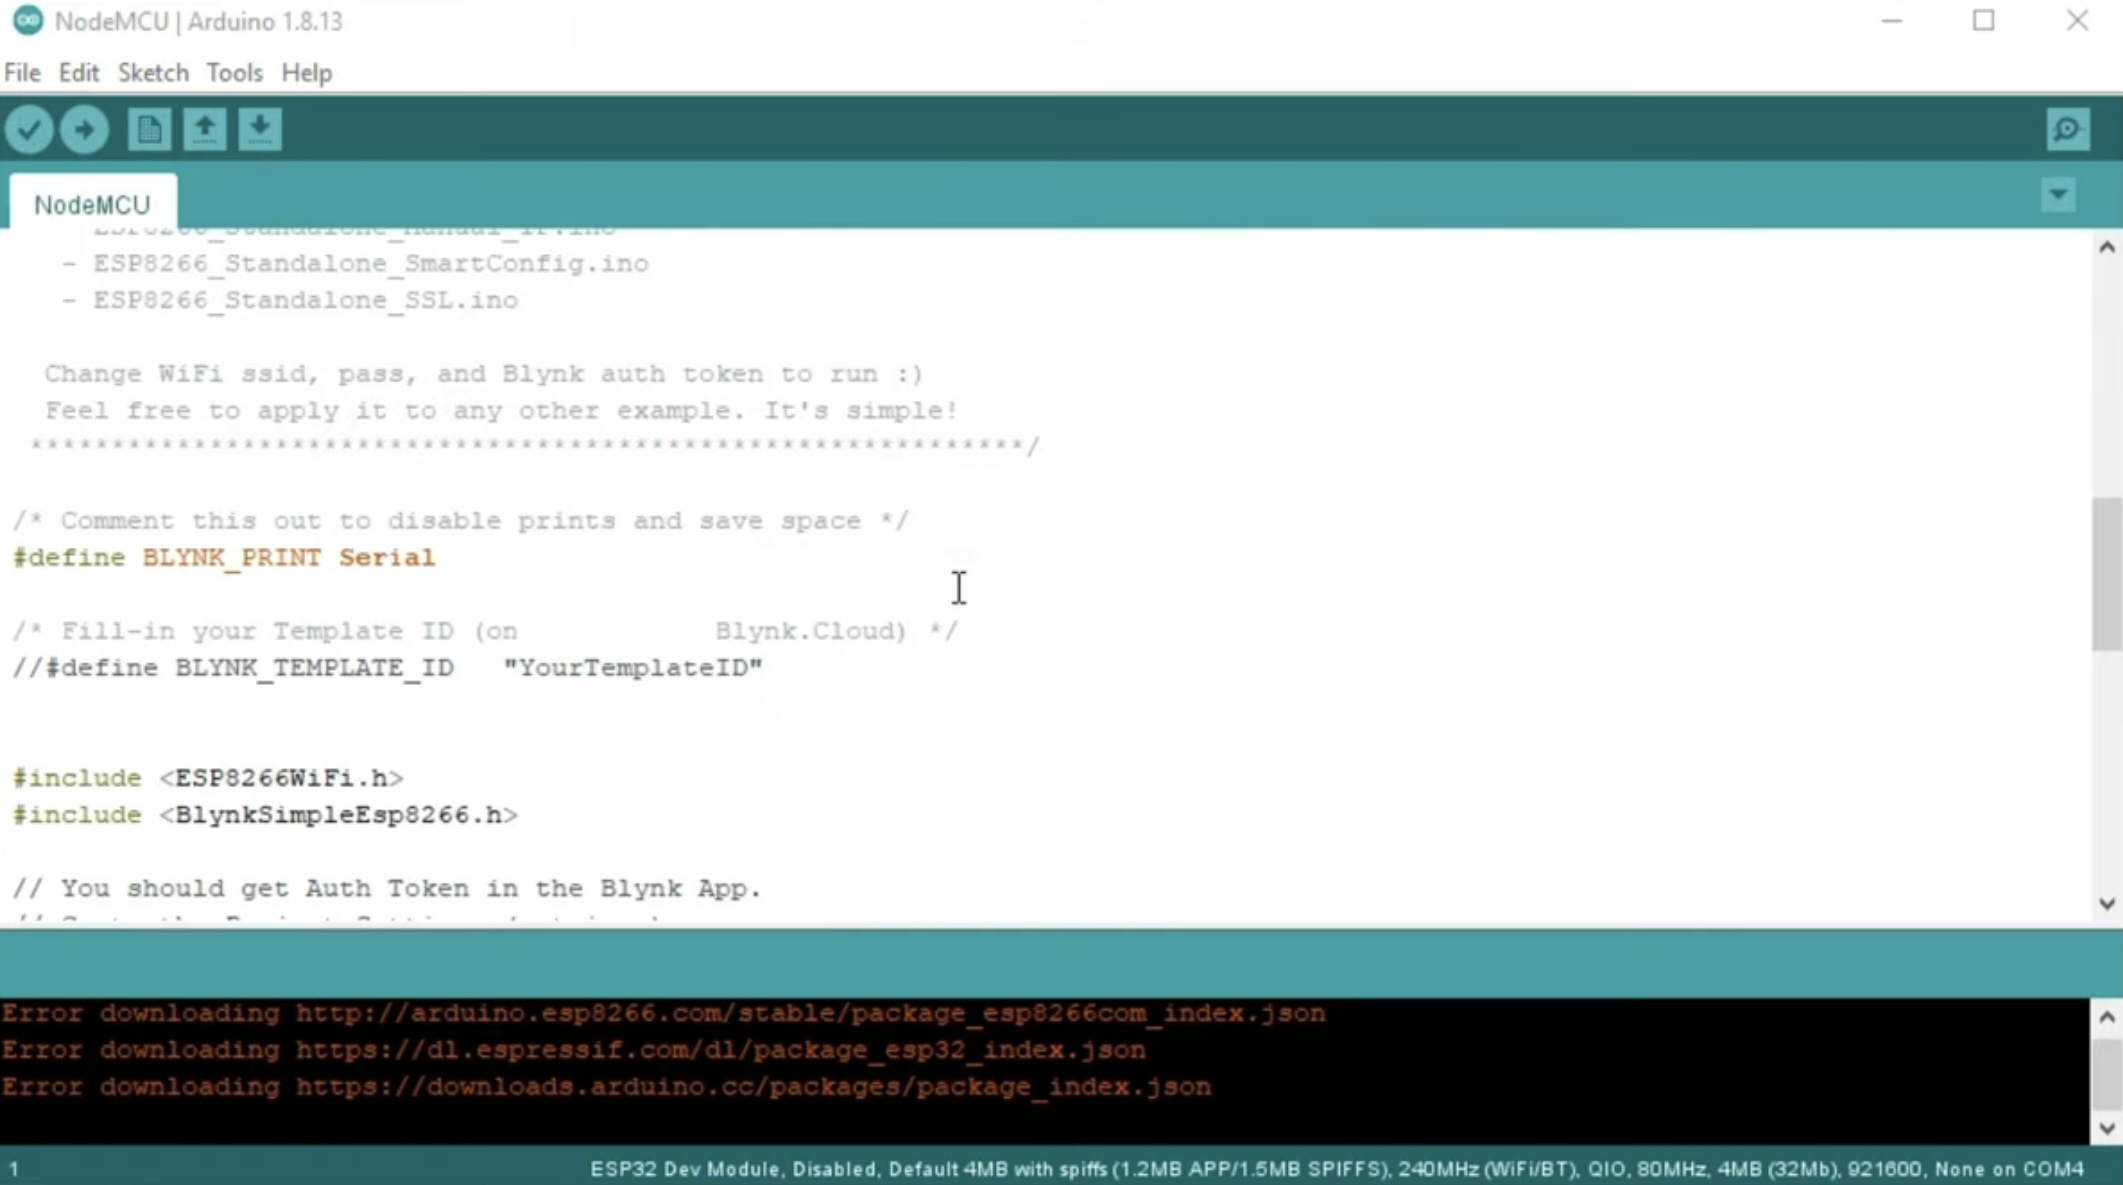 NodeMCU | Arduino 1.8.13
File Edit Sketch Tools Help
NodeMCU
ESP8266_Standalone_Manual_IP.ino
- ESP8266_Standalone_SmartConfig.ino
- ESP8266_Standalone_SSL.ino
Change WiFi ssid, pass, and Blynk auth token to run :)
Feel free to apply it to any other example. It's simple!
*************************************************************/
/* Comment this out to disable prints and save space */
#define BLYNK_PRINT Serial
/* Fill-in your Template ID (on Blynk.Cloud) */
//#define BLYNK_TEMPLATE_ID "YourTemplateID"
#include <ESP8266WiFi.h>
#include <BlynkSimpleEsp8266.h>
// You should get Auth Token in the Blynk App.
Error downloading http://arduino.esp8266.com/stable/package_esp8266com_index.json
Error downloading https://dl.espressif.com/dl/package_esp32_index.json
Error downloading https://downloads.arduino.cc/packages/package_index.json
1 ESP32 Dev Module, Disabled, Default 4MB with spiffs (1.2MB APP/1.5MB SPIFFS), 240MHz (WiFi/BT), QIO, 80MHz, 4MB (32Mb), 921600, None on COM4